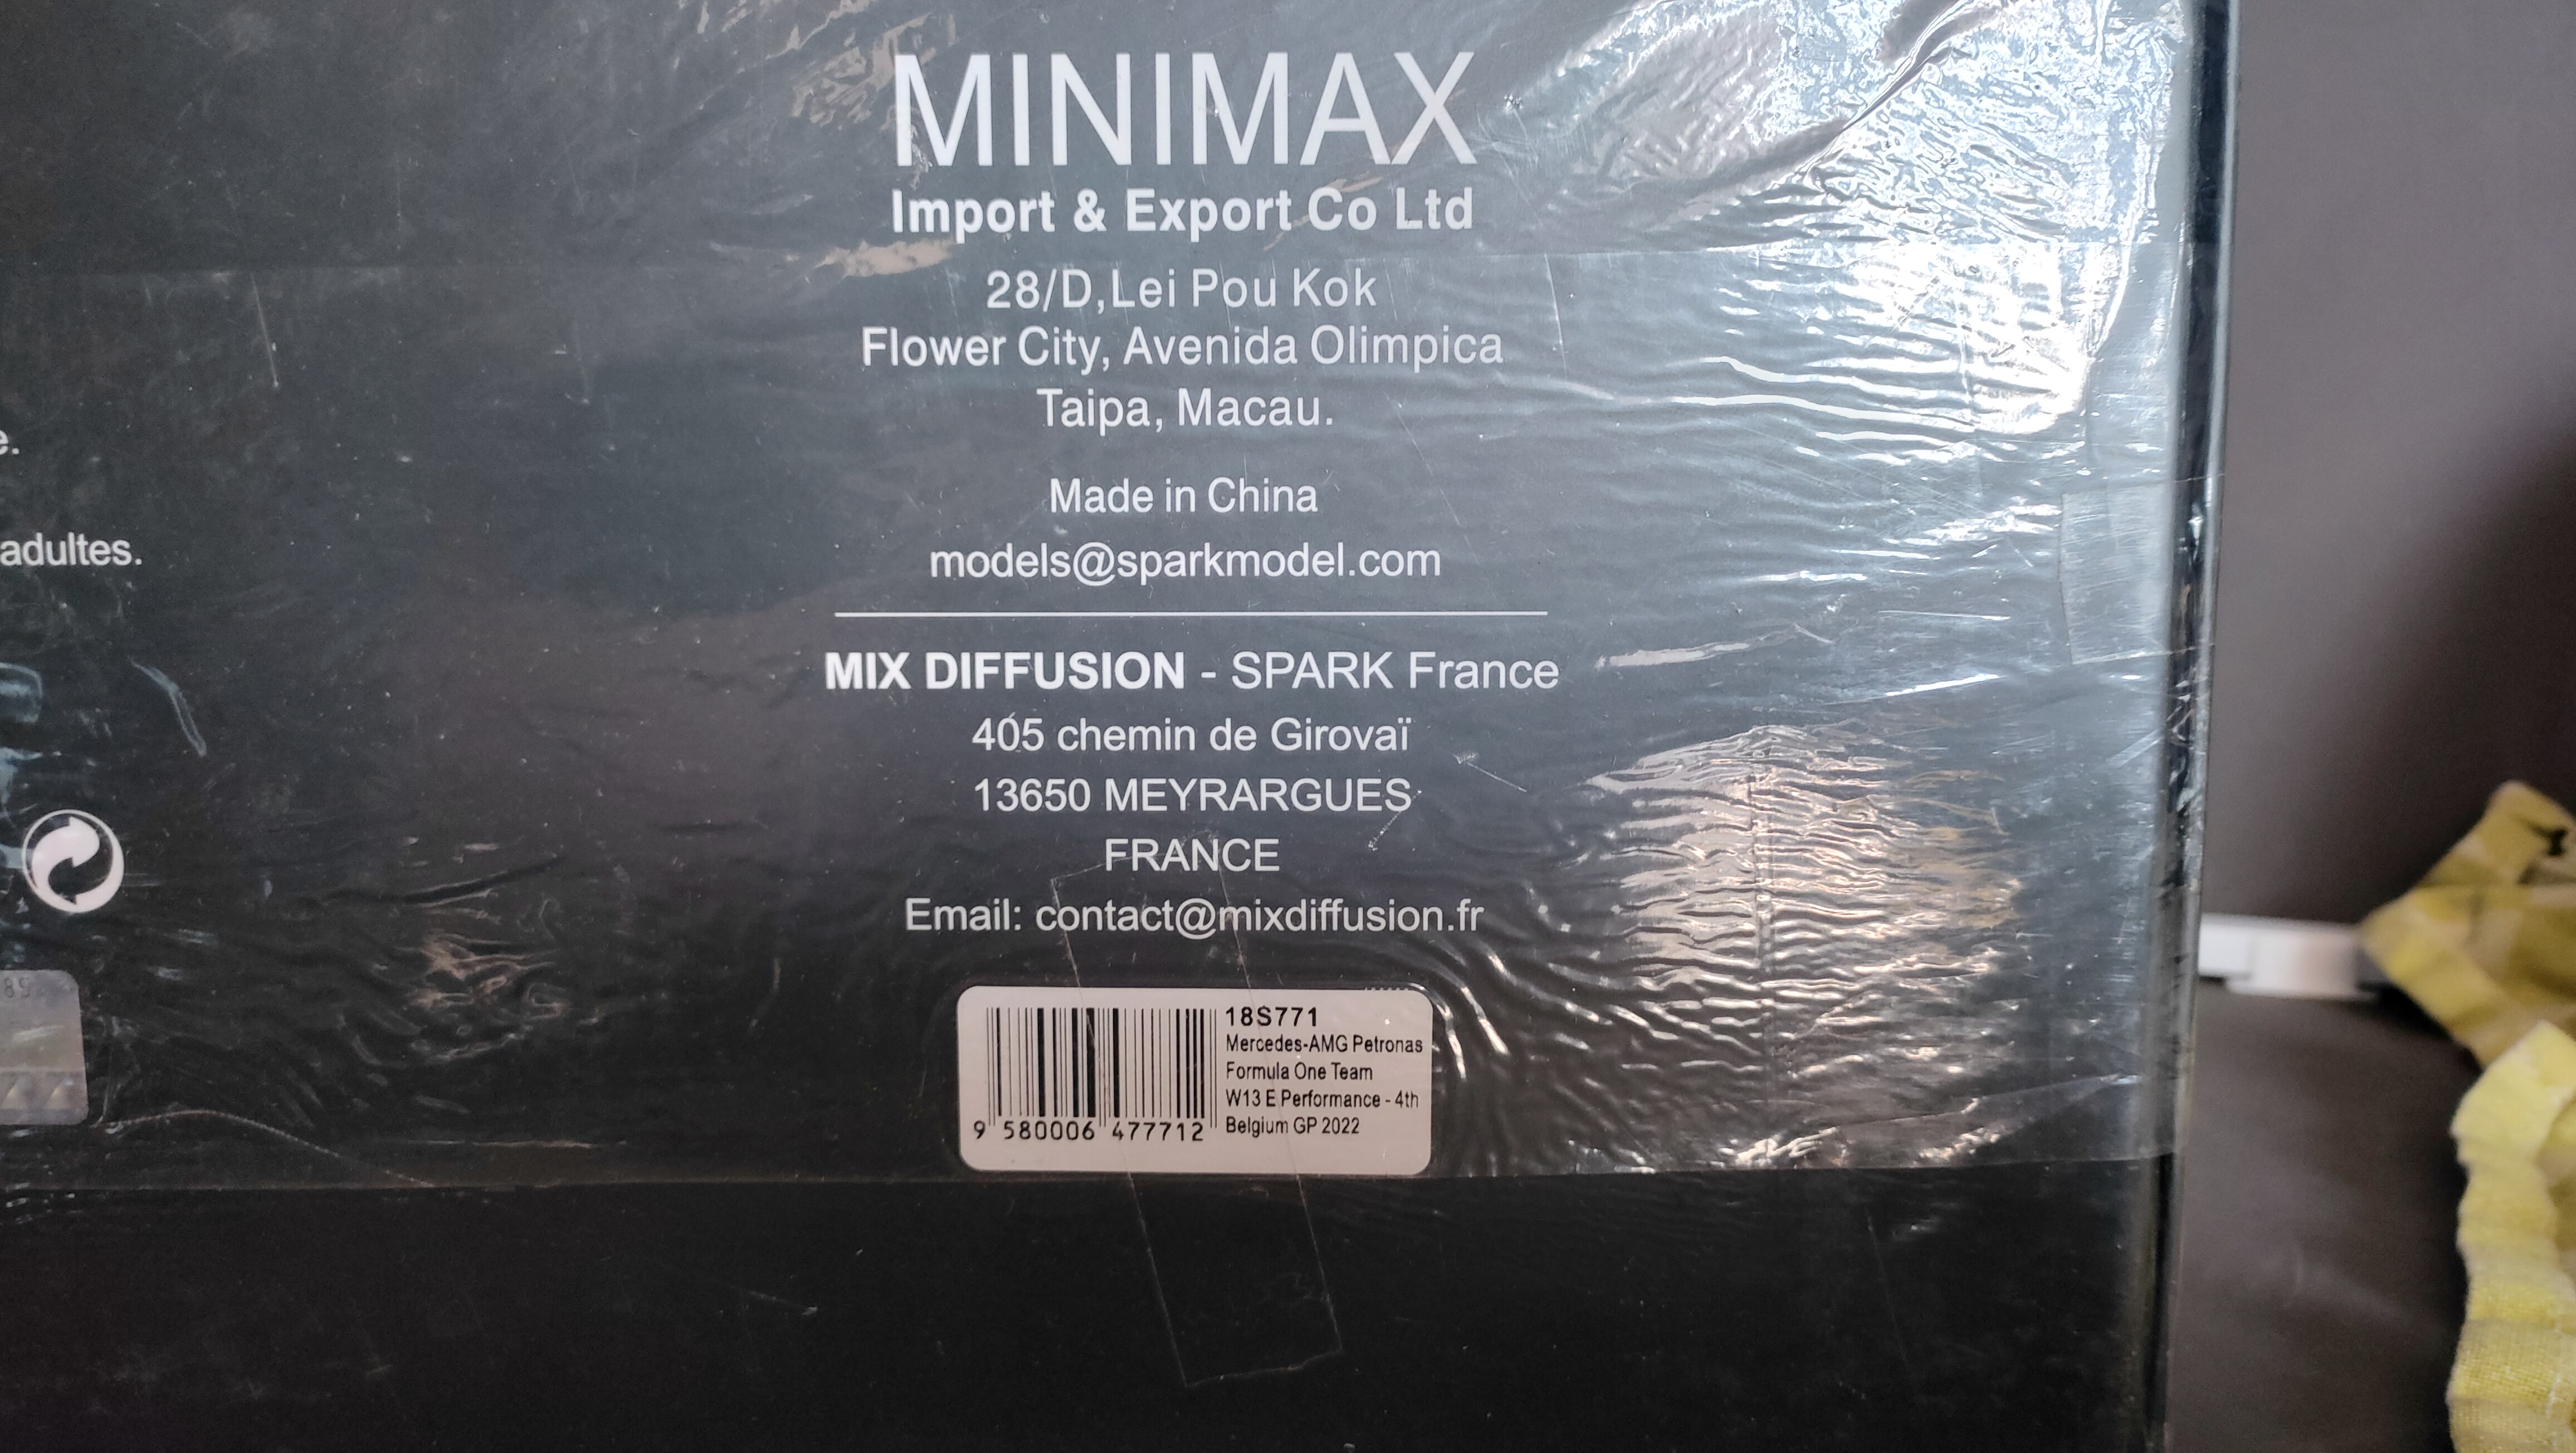 MINIMAX
Import & Export Co Ltd
28/D,Lei Pou Kok
Flower City, Avenida Olimpica
Taipa, Macau.
Made in China
models@sparkmodel.com
adultes.
MIX DIFFUSION - SPARK France
405 chemin de Girovaï
13650 MEYRARGUES
FRANCE
Email: contact@mixdiffusion.fr
18S771
Mercedes-AMG Petronas
Formula One Team
W13 E Performance - 4th
Belgium GP 2022
9 580006 477712